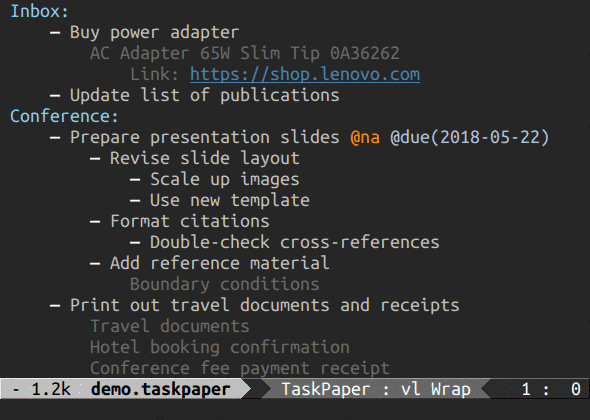 Inbox:
– Buy power adapter
AC Adapter 65W Slim Tip 0A36262
Link: https://shop.lenovo.com
– Update list of publications
Conference:
– Prepare presentation slides @na @due(2018-05-22)
– Revise slide layout
– Scale up images
– Use new template
– Format citations
– Double-check cross-references
– Add reference material
Boundary conditions
– Print out travel documents and receipts
Travel documents
Hotel booking confirmation
Conference fee payment receipt
- 1.2k demo.taskpaper TaskPaper : vl Wrap 1 : 0